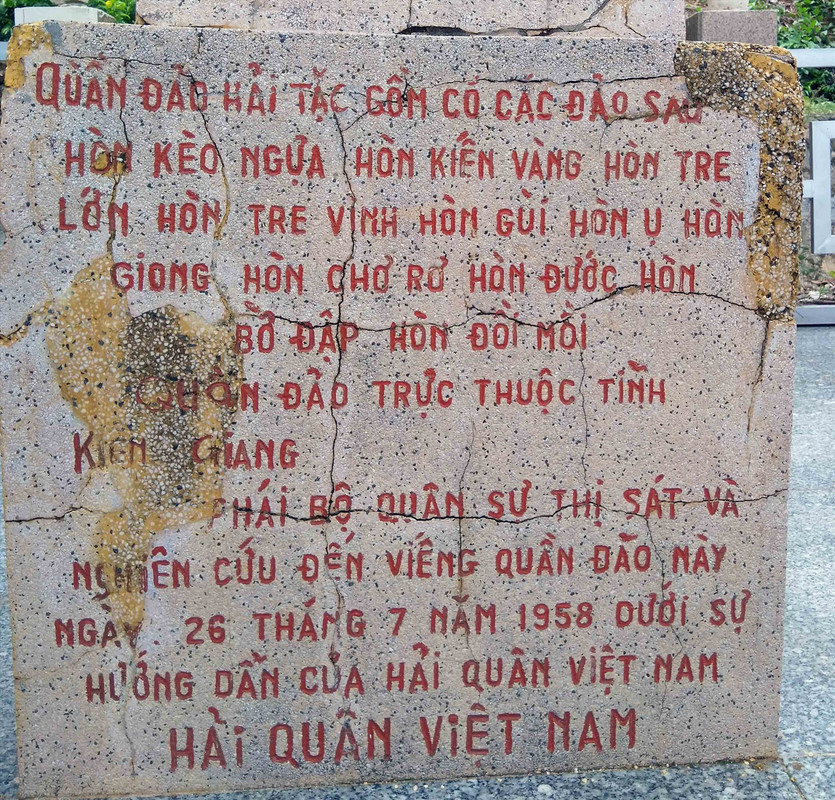 QUẦN ĐẢO HẢI TẶC GỒM CÓ CÁC ĐẢO SAU
HÒN KÈO NGỰA HÒN KIẾN VÀNG HÒN TRE
LỚN HÒN TRE VINH HÒN GÙI HÒN Ụ HÒN
GIONG HÒN CHƠ RƠ HÒN ĐƯỚC HÒN
BỜ ĐẬP HÒN ĐỒI MỒI
QUẦN ĐẢO TRỰC THUỘC TỈNH
KIÊN GIANG
PHÁI BỘ QUÂN SỰ THỊ SÁT VÀ
NGHIÊN CỨU ĐẾN VIẾNG QUẦN ĐẢO NÀY
NGÀY 26 THÁNG 7 NĂM 1958 DƯỚI SỰ
HƯỚNG DẪN CỦA HẢI QUÂN VIỆT NAM
HẢI QUÂN VIỆT NAM